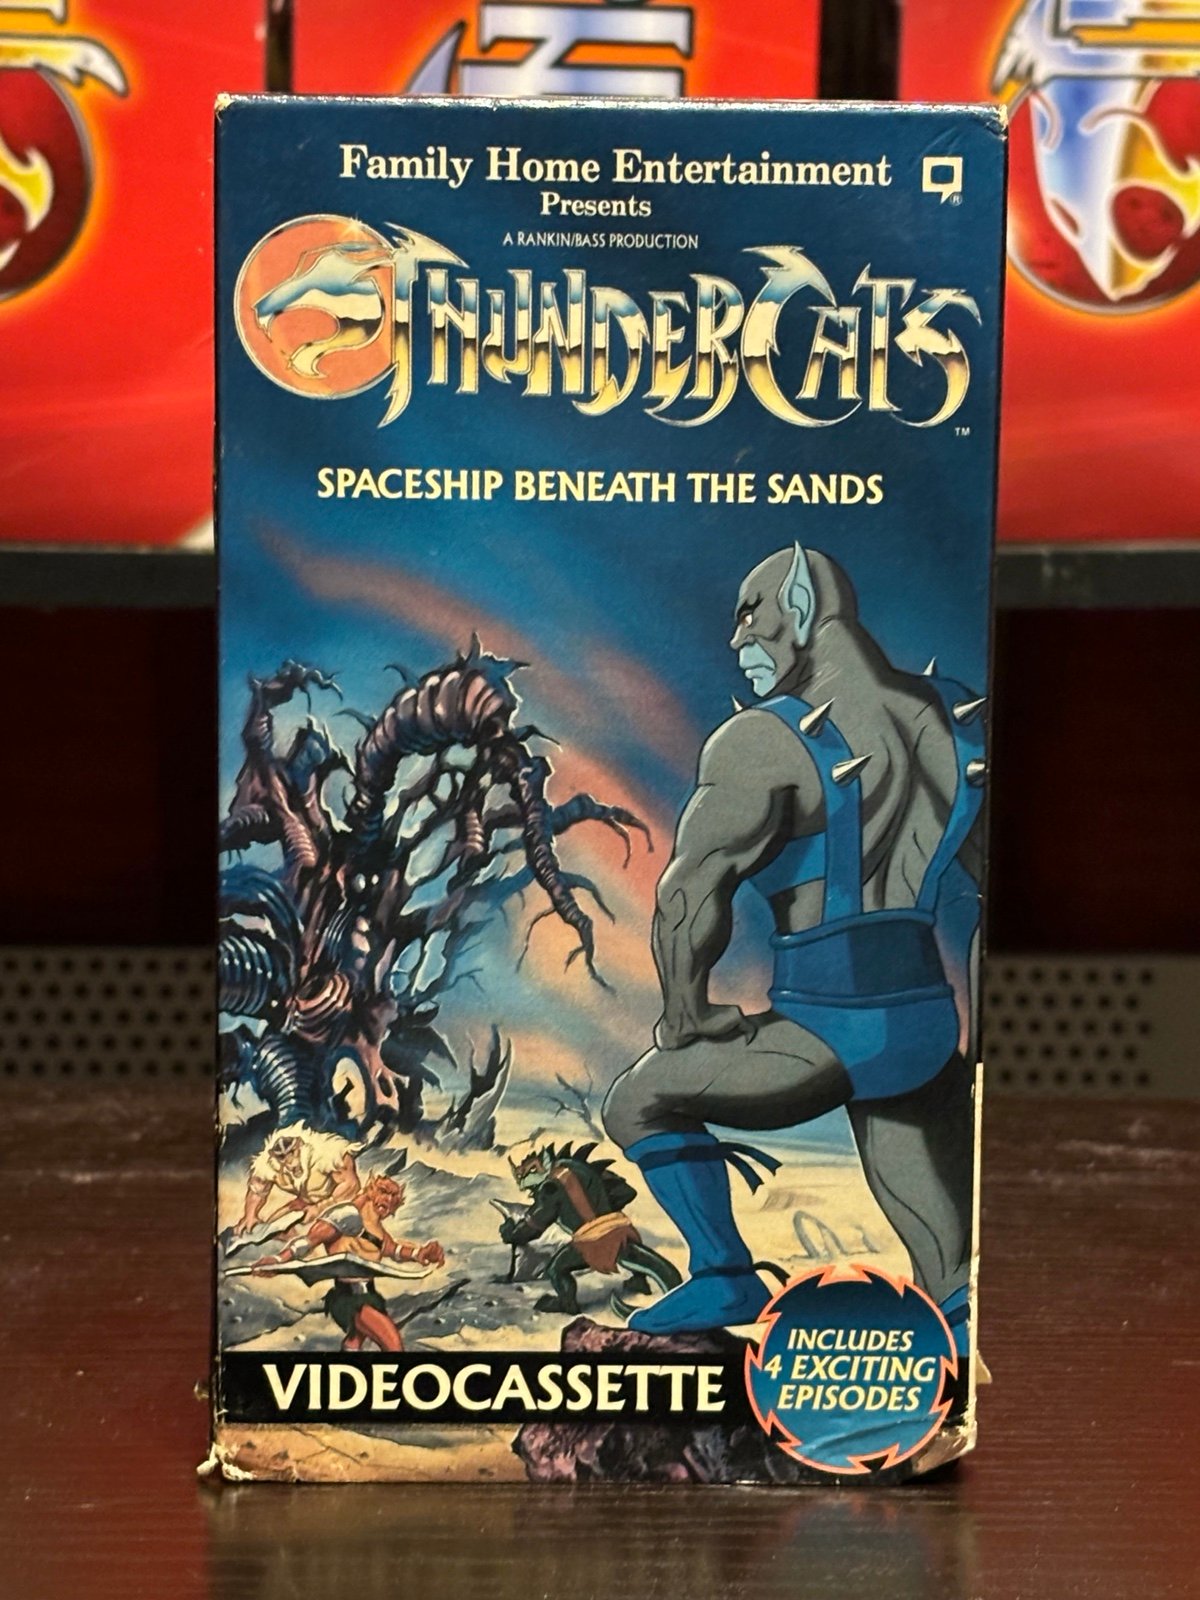 Family Home Entertainment
®
Presents
A RANKIN/BASS PRODUCTION
THUNDERCATS
TM
SPACESHIP BENEATH THE SANDS
INCLUDES
4 EXCITING
EPISODES
VIDEOCASSETTE